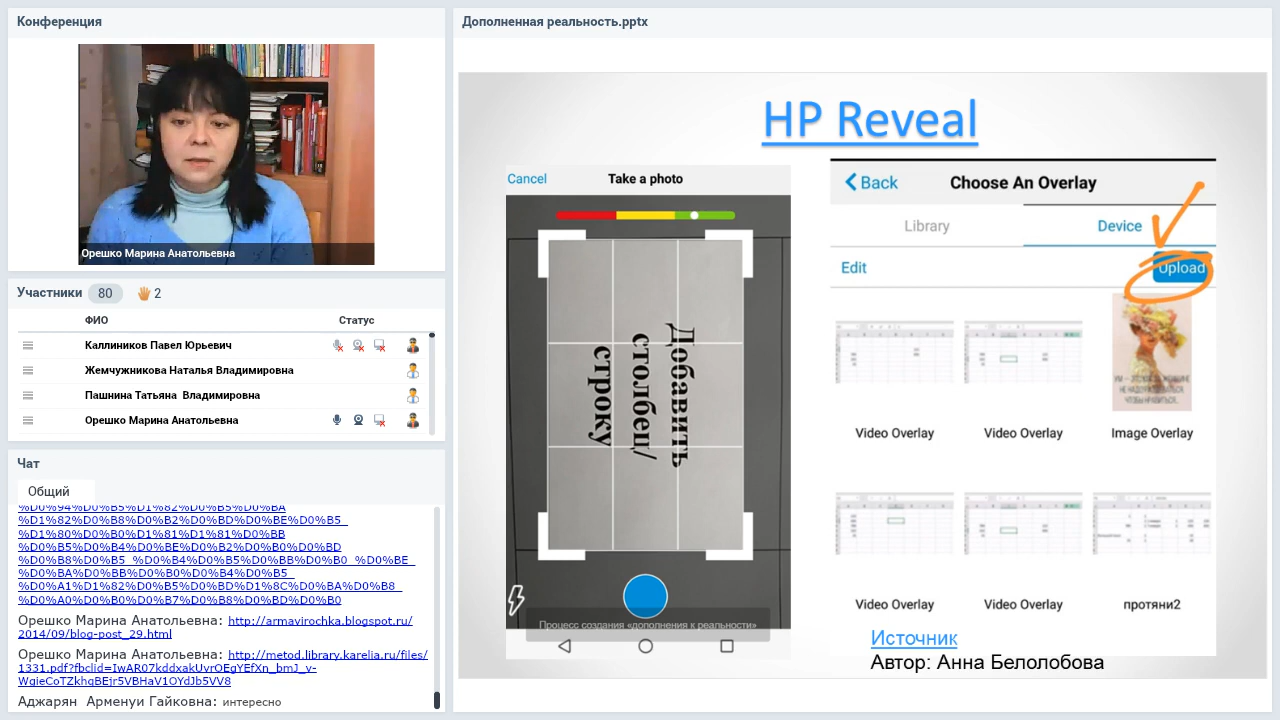 Конференция
Орешко Марина Анатольевна
Участники 80 2
ФИО Статус
Каллиников Павел Юрьевич
Жемчужникова Наталья Владимировна
Пашнина Татьяна Владимировна
Орешко Марина Анатольевна
Чат
Общий
%D0%94%D0%B5%D1%82%D0%B5%D0%BA
%D1%82%D0%B8%D0%B2%D0%BD%D0%BE%D0%B5_
%D1%80%D0%B0%D1%81%D1%81%D0%BB
%D0%B5%D0%B4%D0%BE%D0%B2%D0%B0%D0%BD
%D0%B8%D0%B5_%D0%B4%D0%B5%D0%BB%D0%B0_%D0%BE_
%D0%BA%D0%BB%D0%B0%D0%B4%D0%B5_
%D0%A1%D1%82%D0%B5%D0%BD%D1%8C%D0%BA%D0%B8_
%D0%A0%D0%B0%D0%B7%D0%B8%D0%BD%D0%B0
Орешко Марина Анатольевна: http://armavirochka.blogspot.ru/
2014/09/blog-post_29.html
Орешко Марина Анатольевна: http://metod.library.karelia.ru/files/
1331.pdf?fbclid=IwAR07kddxakUvrOEgYEfXn_bmJ_y-
WgieCoTZkhqBEjr5VBHaV1OYdJb5VV8
Аджарян Арменуи Гайковна: интересно
Дополненная реальность.pptx
HP Reveal
Cancel Take a photo
Добавить
столбец/
строку
Процесс создания «дополнения к реальности»
Back Choose An Overlay
Library Device
Edit Upload
Video Overlay Video Overlay Image Overlay
Video Overlay Video Overlay протяни2
Источник
Автор: Анна Белолобова